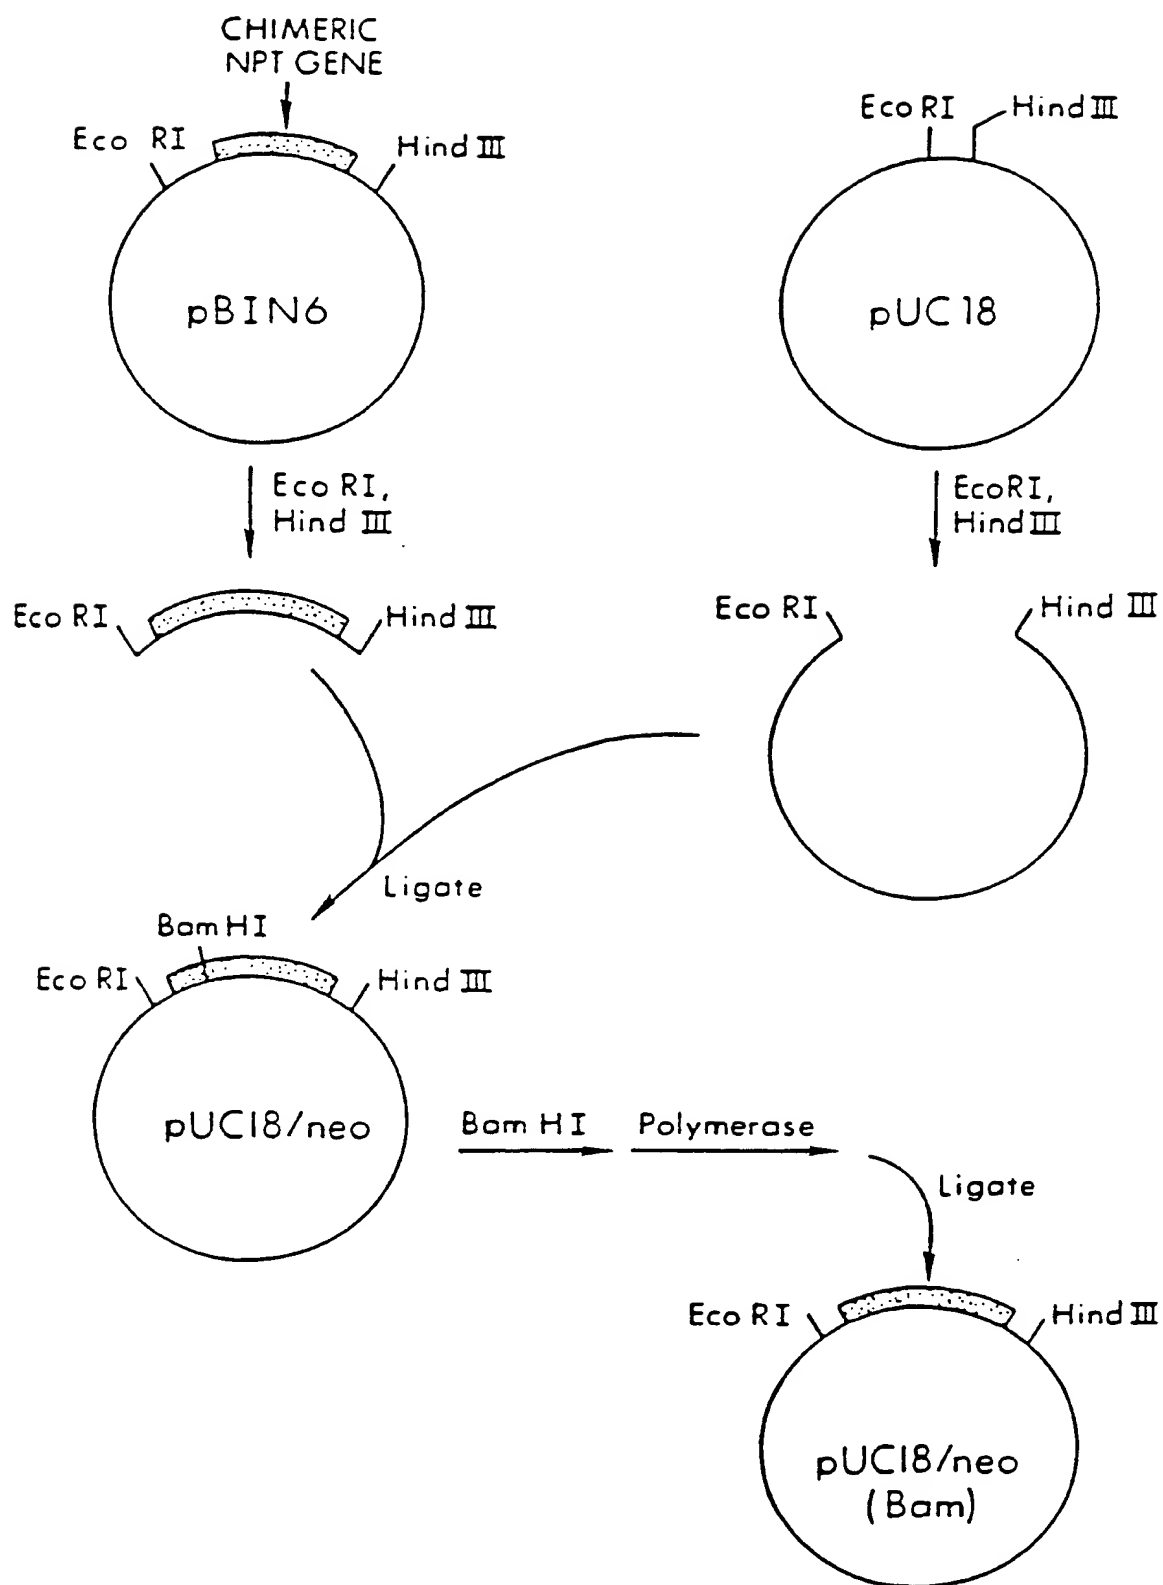 CHIMERIC
NPT GENE
Eco RI
Hind III
pBIN6
Eco RI
Hind III
pUC18
Eco RI,
Hind III
EcoRI,
Hind III
Eco RI
Hind III
Eco RI
Hind III
Ligate
Bam HI
Eco RI
Hind III
pUC18/neo
Bam HI
Polymerase
Ligate
Eco RI
Hind III
pUC18/neo
(Bam)